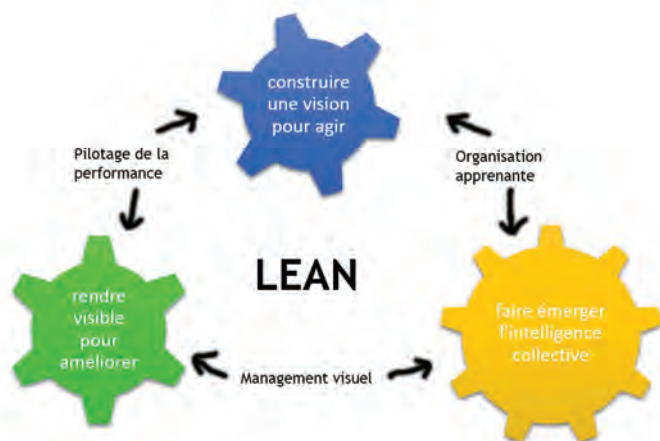 construire
une vision
pour agir
Pilotage de la
performance
Organisation
apprenante
LEAN
rendre
visible
pour
améliorer
faire émerger
l'intelligence
collective
Management visuel